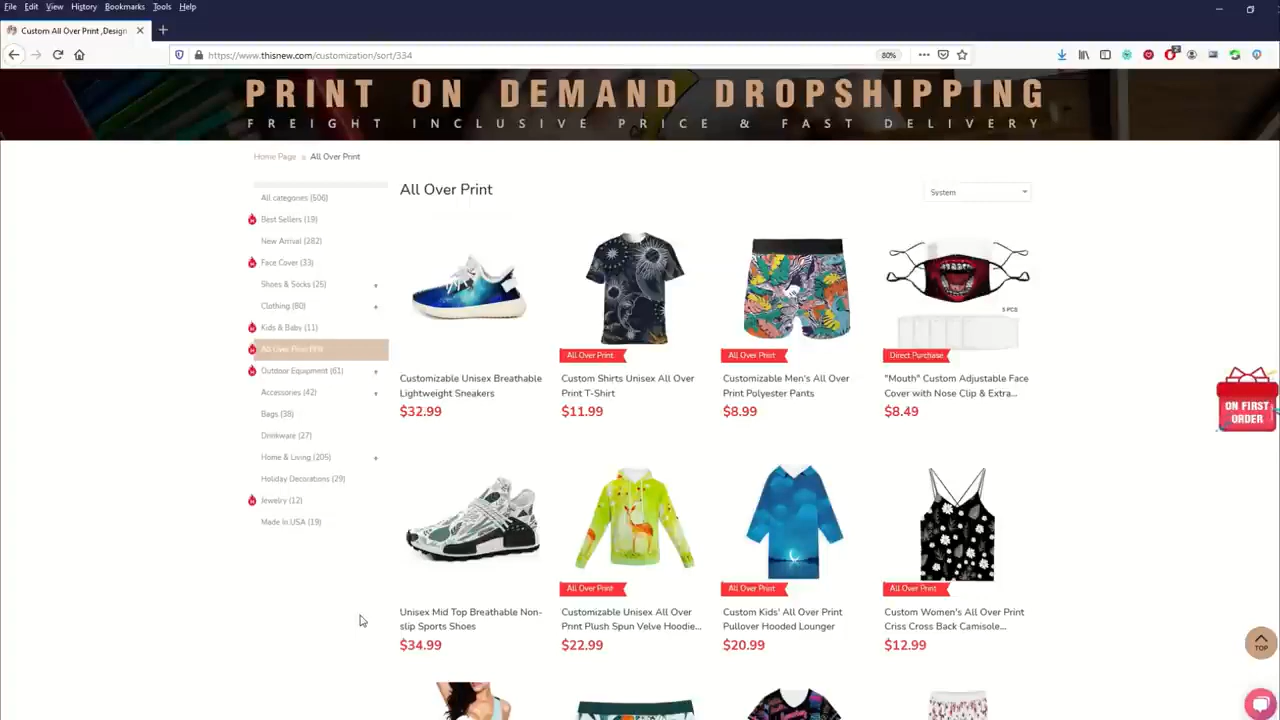 File Edit View History Bookmarks Tools Help
Custom All Over Print ,Design
https://www.thisnew.com/customization/sort/334
80%
2
PRINT ON DEMAND DROPSHIPPING
FREIGHT INCLUSIVE PRICE & FAST DELIVERY
Home Page » All Over Print
All categories (506)
Best Sellers (19)
New Arrival (282)
Face Cover (33)
Shoes & Socks (25) +
Clothing (80) +
Kids & Baby (11)
All Over Print
Outdoor Equipment (61) +
Accessories (42) +
Bags (38)
Drinkware (27)
Home & Living (205) +
Holiday Decorations (29)
Jewelry (12)
Made In USA (19)
All Over Print
System
5 PCS
All Over Print
All Over Print
Direct Purchase
Customizable Unisex Breathable
Lightweight Sneakers
$32.99
Custom Shirts Unisex All Over
Print T-Shirt
$11.99
Customizable Men's All Over
Print Polyester Pants
$8.99
"Mouth" Custom Adjustable Face
Cover with Nose Clip & Extra...
$8.49
ON FIRST
ORDER
All Over Print
All Over Print
All Over Print
Unisex Mid Top Breathable Non-
slip Sports Shoes
$34.99
Customizable Unisex All Over
Print Plush Spun Velve Hoodie...
$22.99
Custom Kids' All Over Print
Pullover Hooded Lounger
$20.99
Custom Women's All Over Print
Criss Cross Back Camisole...
$12.99
TOP